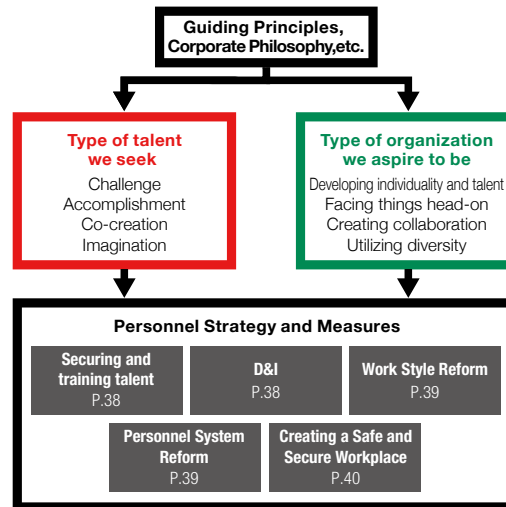 Guiding Principles,
Corporate Philosophy,etc.
Type of talent
we seek
Challenge
Accomplishment
Co-creation
Imagination
Type of organization
we aspire to be
Developing individuality and talent
Facing things head-on
Creating collaboration
Utilizing diversity
Personnel Strategy and Measures
Securing and
training talent
P.38
D&I
P.38
Work Style Reform
P.39
Personnel System
Reform
P.39
Creating a Safe and
Secure Workplace
P.40